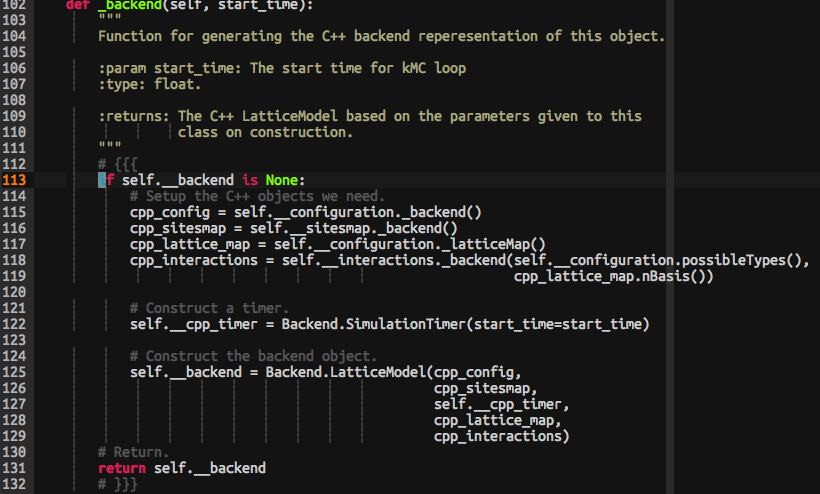 102 def _backend(self, start_time):
103 """
104 Function for generating the C++ backend reperesentation of this object.
105
106 :param start_time: The start time for kMC loop
107 :type: float.
108
109 :returns: The C++ LatticeModel based on the parameters given to this
110 class on construction.
111 """
112 # {{{
113 if self.__backend is None:
114 # Setup the C++ objects we need.
115 cpp_config = self.__configuration._backend()
116 cpp_sitesmap = self.__sitesmap._backend()
117 cpp_lattice_map = self.__configuration._latticeMap()
118 cpp_interactions = self.__interactions._backend(self.__configuration.possibleTypes(),
119 cpp_lattice_map.nBasis())
120
121 # Construct a timer.
122 self.__cpp_timer = Backend.SimulationTimer(start_time=start_time)
123
124 # Construct the backend object.
125 self.__backend = Backend.LatticeModel(cpp_config,
126 cpp_sitesmap,
127 self.__cpp_timer,
128 cpp_lattice_map,
129 cpp_interactions)
130 # Return.
131 return self.__backend
132 # }}}